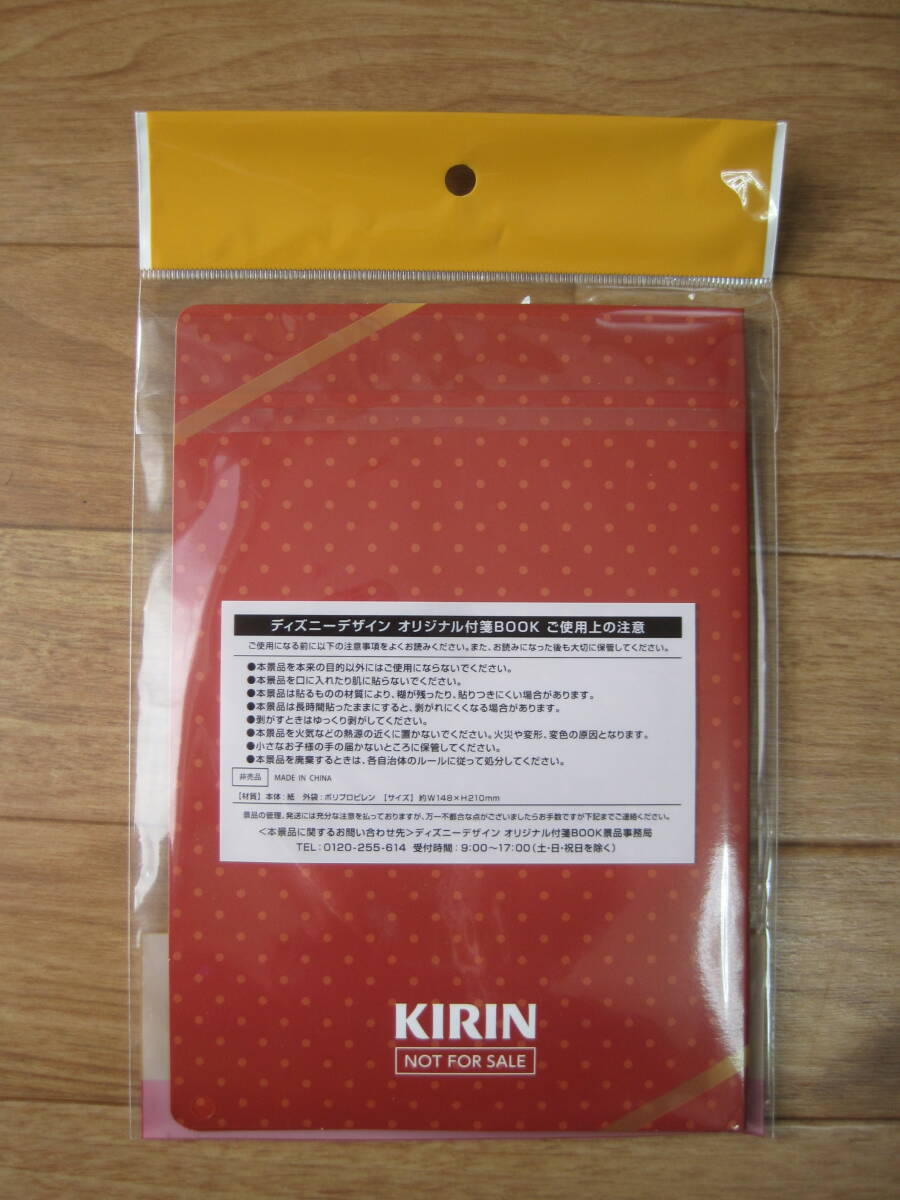 ディズニーデザイン オリジナル付箋BOOK ご使用上の注意
ご使用になる前に以下の注意事項をよくお読みください。また、お読みになった後も大切に保管してください。
●本景品を本来の目的以外にはご使用にならないでください。
●本景品を口に入れたり肌に貼らないでください。
●本景品は貼るものの材質により、糊が残ったり、貼りつきにくい場合があります。
●本景品は長時間貼ったままにすると、剥がれにくくなる場合があります。
●剥がすときはゆっくり剥がしてください。
●本景品を火気などの熱源の近くに置かないでください。火災や変形、変色の原因となります。
●小さなお子様の手の届かないところに保管してください。
●本景品を廃棄するときは、各自治体のルールに従って処分してください。
非売品 MADE IN CHINA
【材質】本体：紙 外袋：ポリプロピレン 【サイズ】約W148×H210mm
景品の管理、発送には充分な注意を払っておりますが、万一不都合な点がございましたらお手数ですが下記までご連絡ください。
＜本景品に関するお問い合わせ先＞ディズニーデザイン オリジナル付箋BOOK景品事務局
TEL：0120-255-614 受付時間：9:00～17:00（土・日・祝日を除く）
KIRIN
NOT FOR SALE